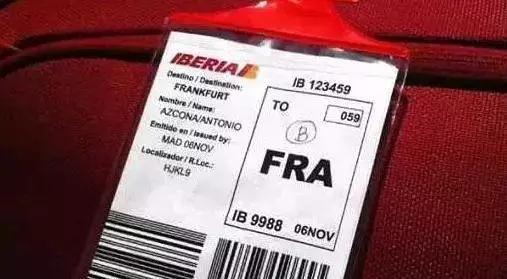 IBERIA
Destino / Destination:
FRANKFURT
Nombre / Name:
AZCONA/ANTONIO
Emitido en / Issued by:
MAD 06NOV
Localizador / R.Loc.:
HJKL9
IB 123459
TO
059
B
FRA
IB 9988 06NOV